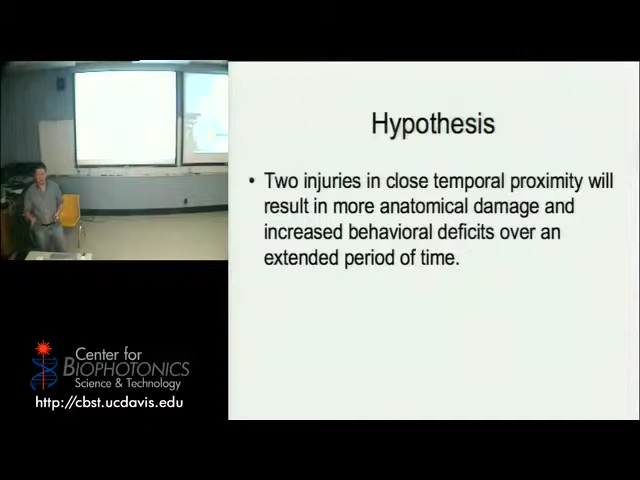 Hypothesis
• Two injuries in close temporal proximity will
result in more anatomical damage and
increased behavioral deficits over an
extended period of time.
Center for
BIOPHOTONICS
Science & Technology
http://cbst.ucdavis.edu